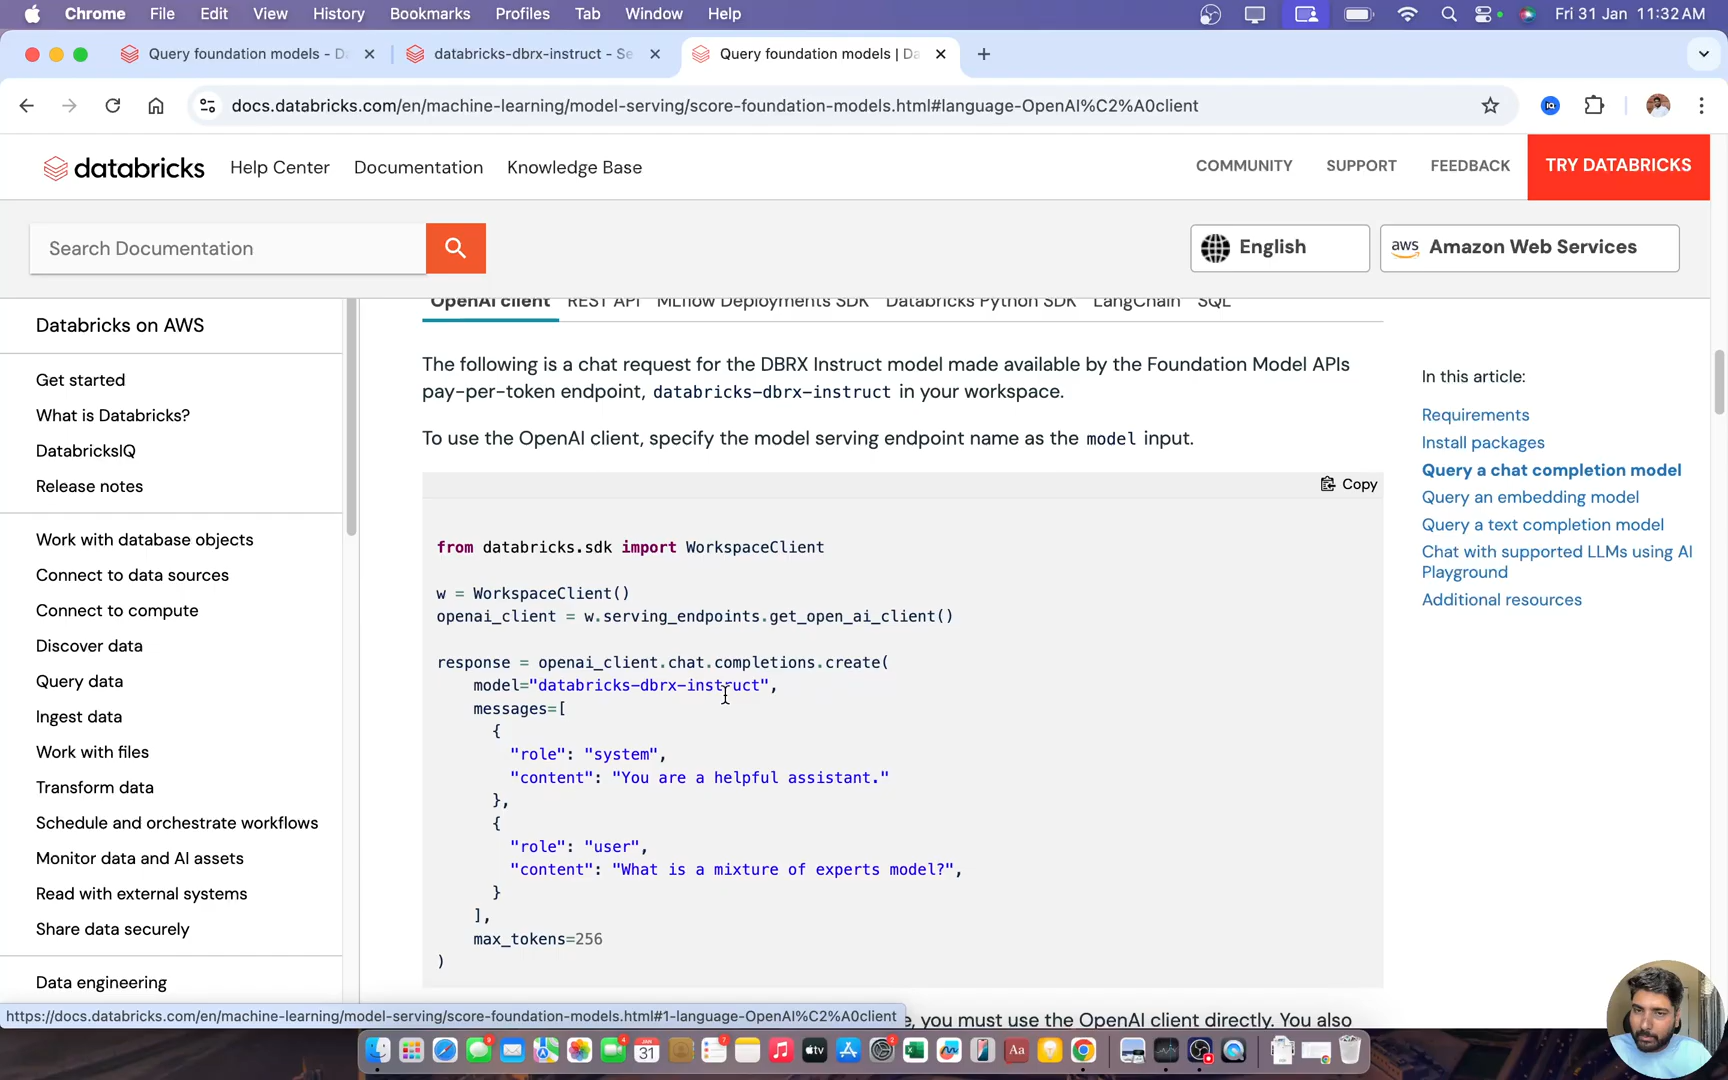 Chrome File Edit View History Bookmarks Profiles Tab Window Help Fri 31 Jan 11:32 AM
Query foundation models - Da databricks-dbrx-instruct - Se Query foundation models | Da
docs.databricks.com/en/machine-learning/model-serving/score-foundation-models.html#language-OpenAI%C2%A0client
databricks Help Center Documentation Knowledge Base COMMUNITY SUPPORT FEEDBACK TRY DATABRICKS
Search Documentation English aws Amazon Web Services
OpenAI client REST API MLflow Deployments SDK Databricks Python SDK LangChain SQL
Databricks on AWS
Get started
What is Databricks?
DatabricksIQ
Release notes
Work with database objects
Connect to data sources
Connect to compute
Discover data
Query data
Ingest data
Work with files
Transform data
Schedule and orchestrate workflows
Monitor data and AI assets
Read with external systems
Share data securely
Data engineering
The following is a chat request for the DBRX Instruct model made available by the Foundation Model APIs
pay-per-token endpoint, databricks-dbrx-instruct in your workspace.
To use the OpenAI client, specify the model serving endpoint name as the model input.
Copy
from databricks.sdk import WorkspaceClient
w = WorkspaceClient()
openai_client = w.serving_endpoints.get_open_ai_client()
response = openai_client.chat.completions.create(
model="databricks-dbrx-instruct",
messages=[
{
"role": "system",
"content": "You are a helpful assistant."
},
{
"role": "user",
"content": "What is a mixture of experts model?",
}
],
max_tokens=256
)
e, you must use the OpenAI client directly. You also
In this article:
Requirements
Install packages
Query a chat completion model
Query an embedding model
Query a text completion model
Chat with supported LLMs using AI
Playground
Additional resources
https://docs.databricks.com/en/machine-learning/model-serving/score-foundation-models.html#1-language-OpenAI%C2%A0client